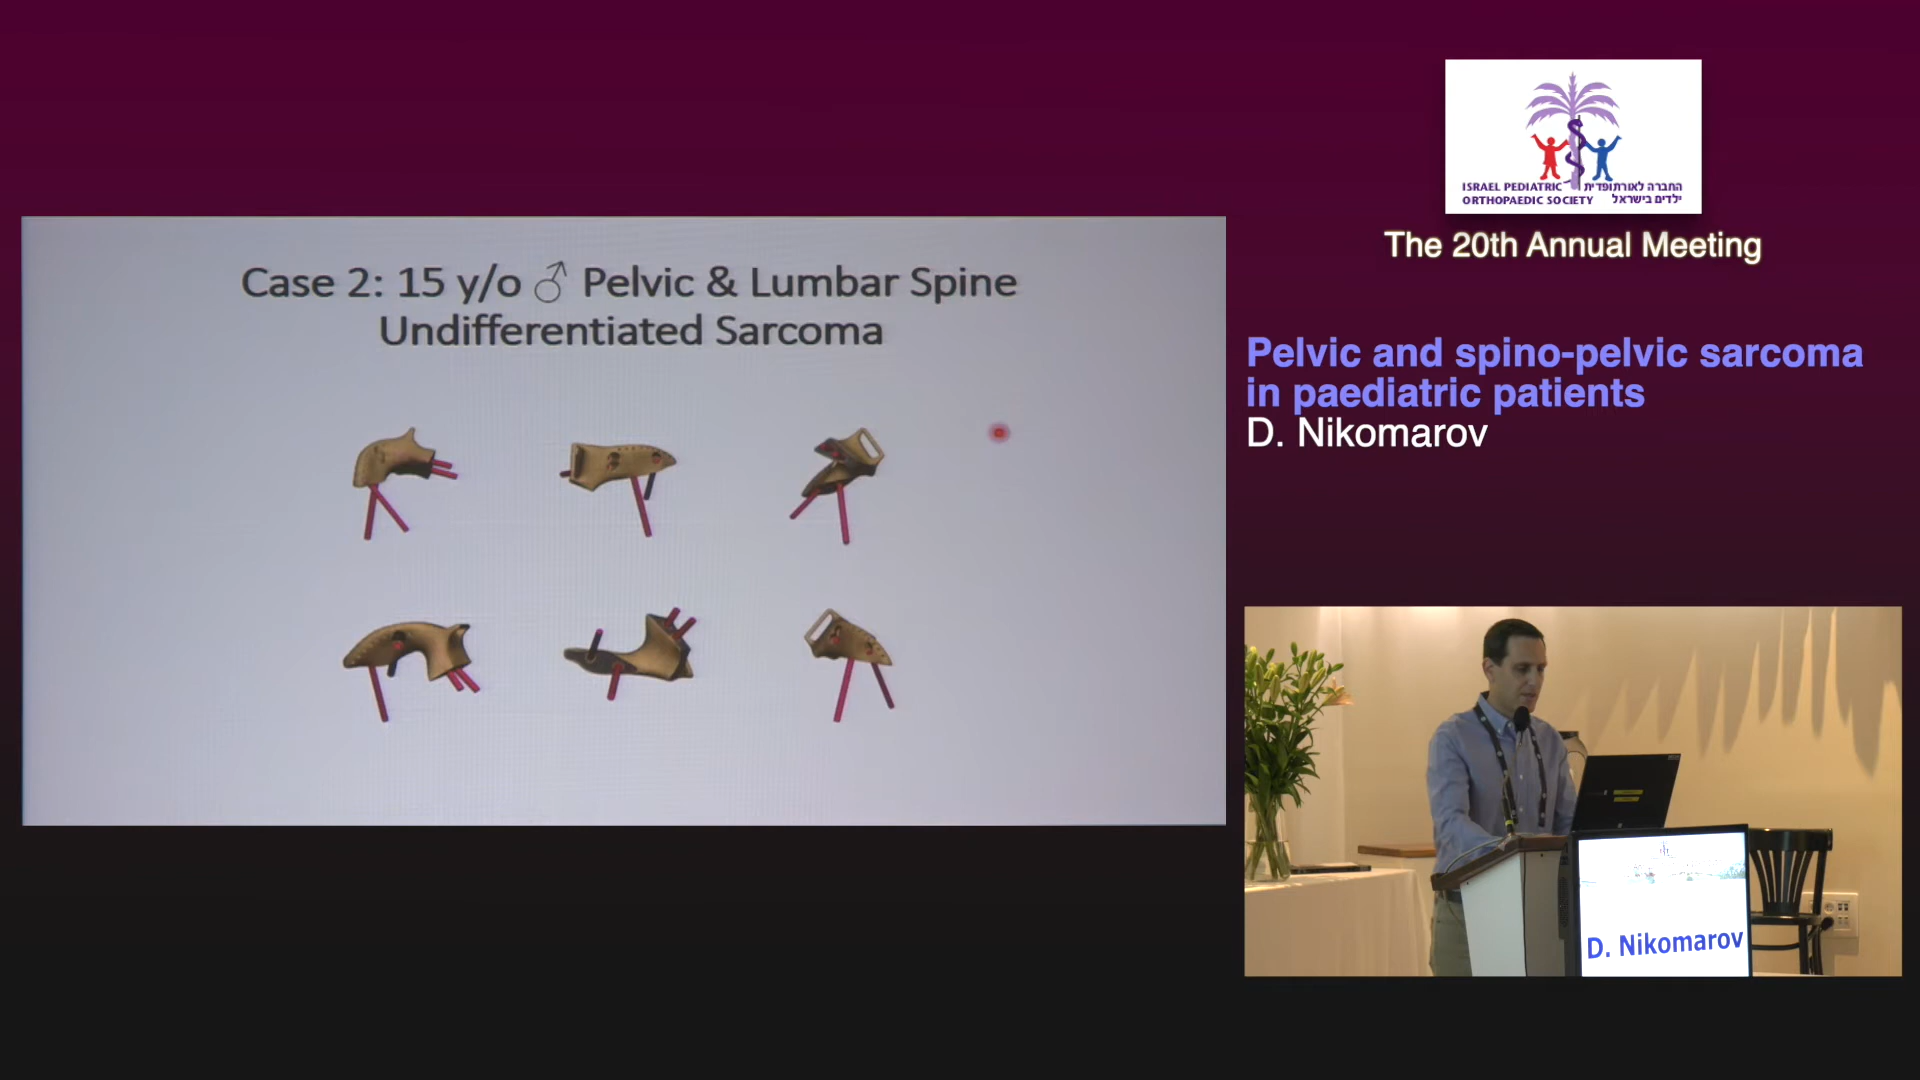 Case 2: 15 y/o ♂ Pelvic & Lumbar Spine
Undifferentiated Sarcoma
ISRAEL PEDIATRIC החברה לאורתופדית
ORTHOPAEDIC SOCIETY ילדים בישראל
The 20th Annual Meeting
Pelvic and spino-pelvic sarcoma
in paediatric patients
D. Nikomarov
D. Nikomarov